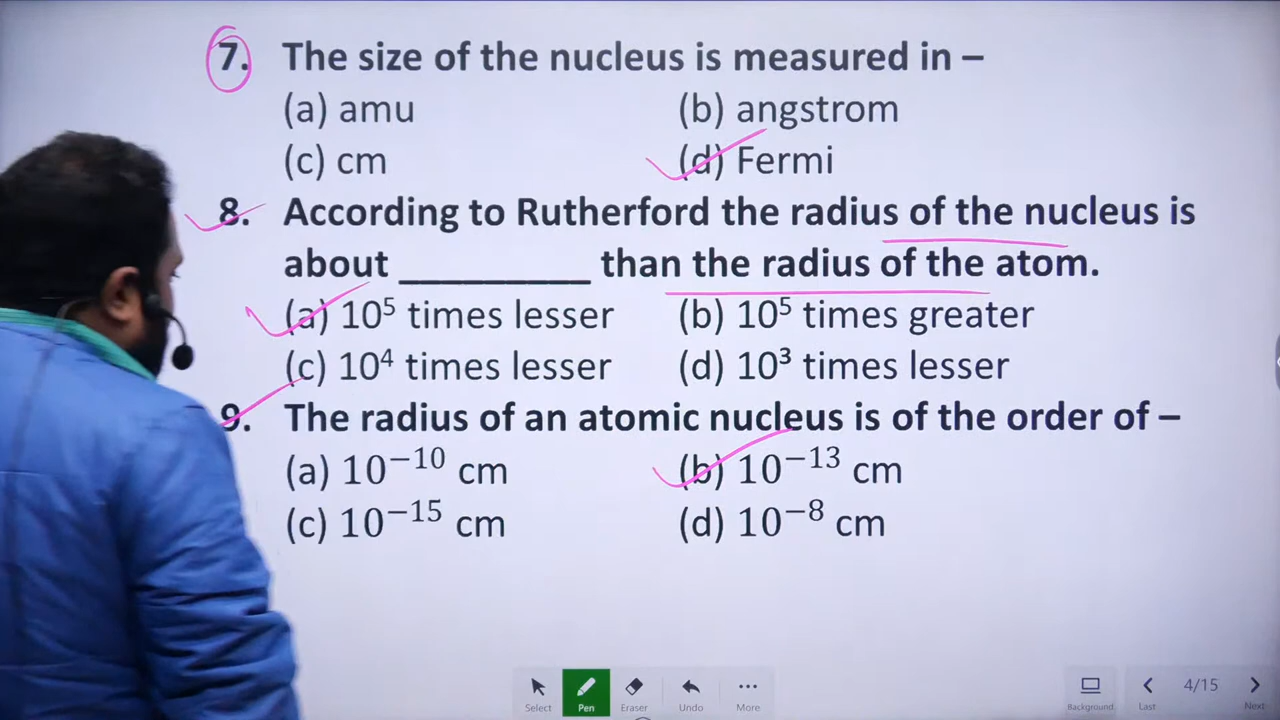 7. The size of the nucleus is measured in –
(a) amu (b) angstrom
(c) cm (d) Fermi
8. According to Rutherford the radius of the nucleus is
about __________ than the radius of the atom.
(a) 10⁵ times lesser (b) 10⁵ times greater
(c) 10⁴ times lesser (d) 10³ times lesser
9. The radius of an atomic nucleus is of the order of –
(a) 10⁻¹⁰ cm (b) 10⁻¹³ cm
(c) 10⁻¹⁵ cm (d) 10⁻⁸ cm
Select Pen Eraser Undo More Background Last 4/15 Next